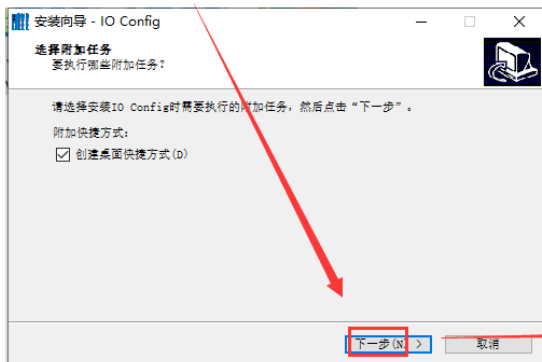 安装向导 - IO Config
选择附加任务
要执行哪些附加任务?
请选择安装IO Config时需要执行的附加任务，然后点击“下一步”。
附加快捷方式:
创建桌面快捷方式(D)
下一步(N) >
取消